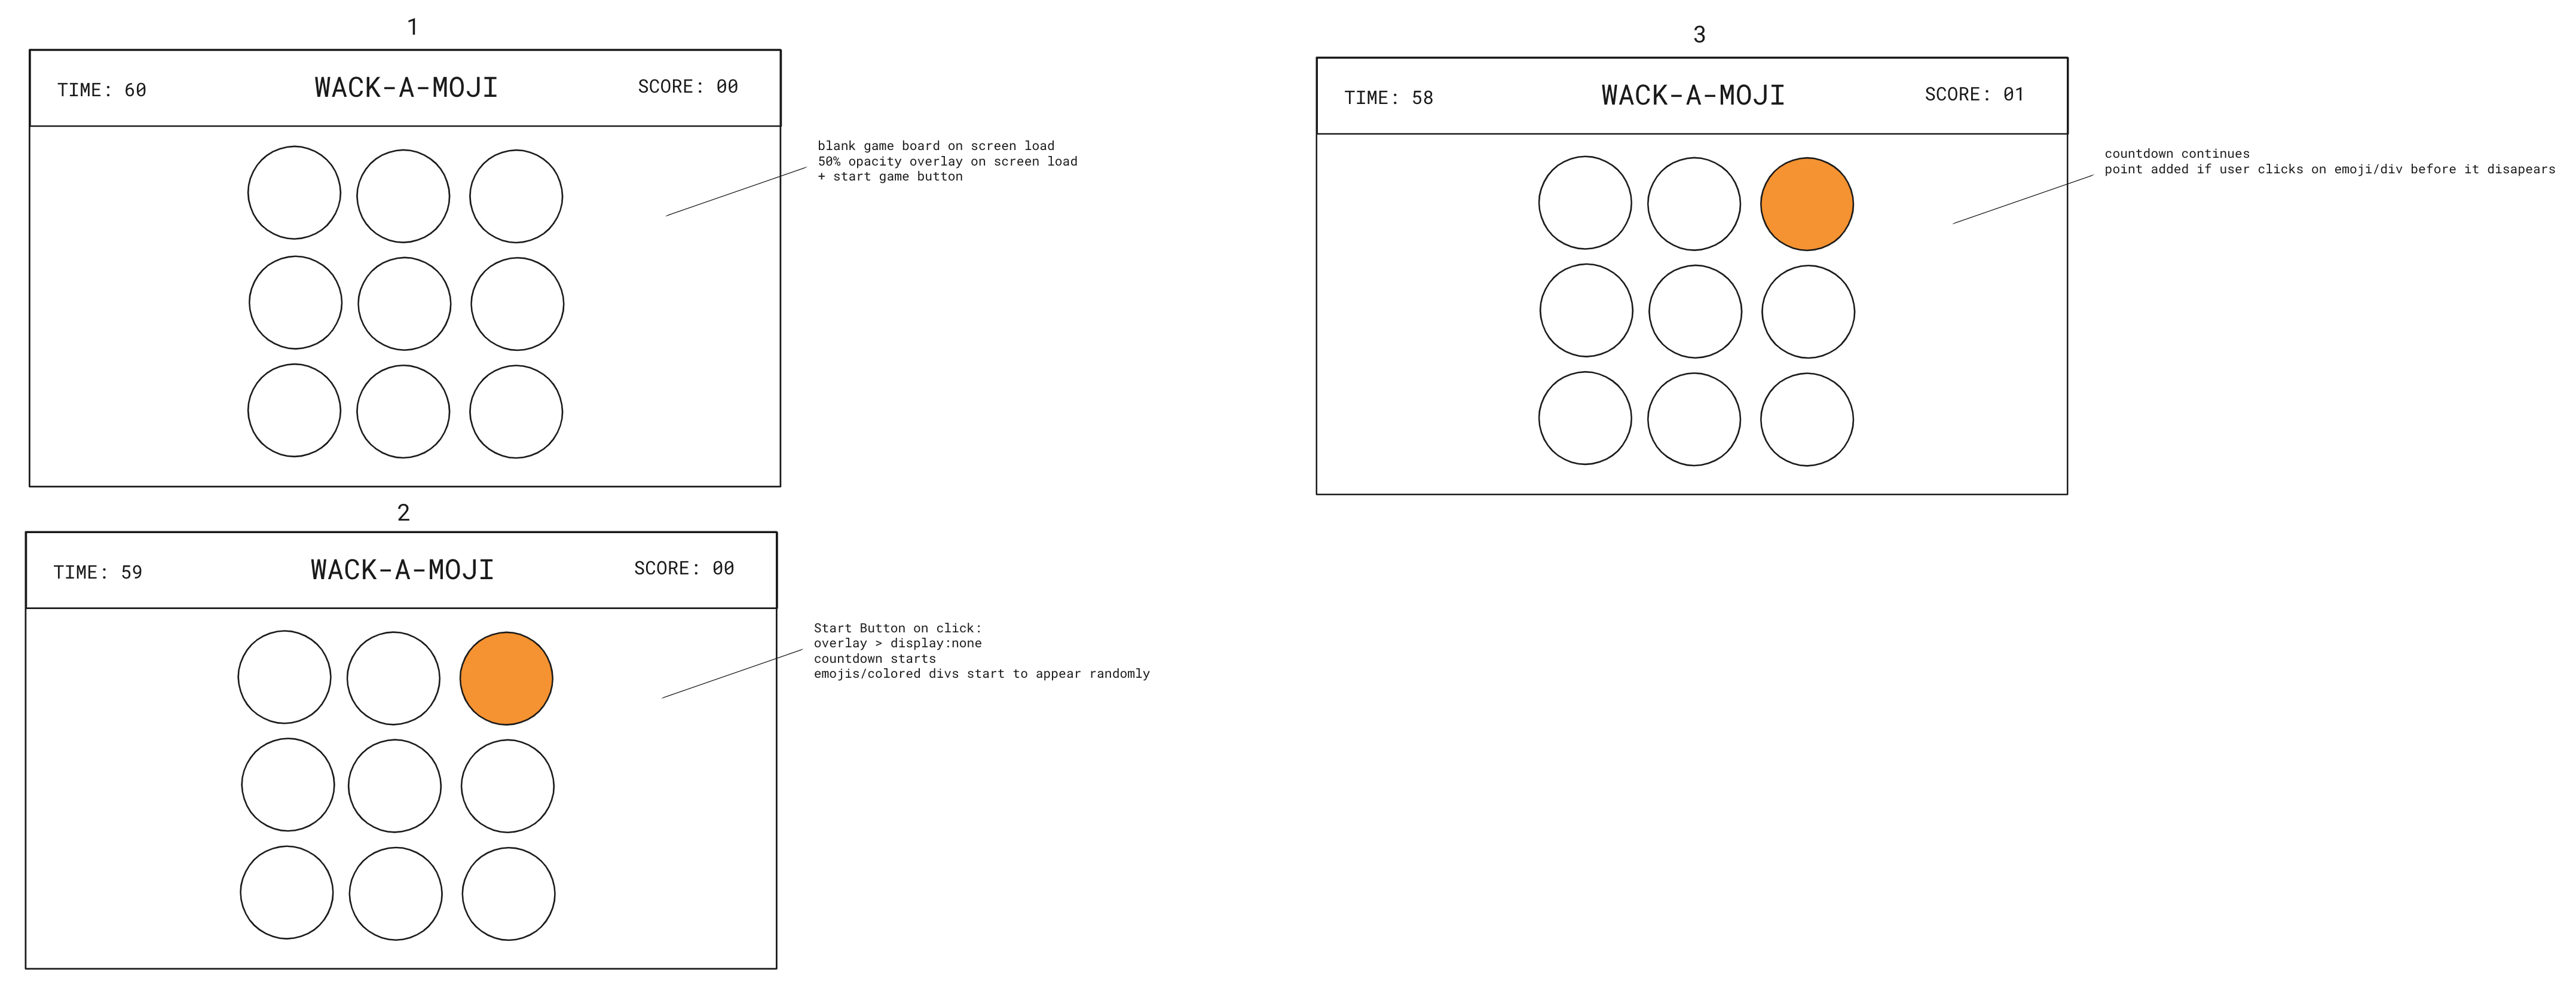 1
TIME: 60
WACK-A-MOJI
SCORE: 00
blank game board on screen load
50% opacity overlay on screen load
+ start game button
2
TIME: 59
WACK-A-MOJI
SCORE: 00
Start Button on click:
overlay > display:none
countdown starts
emojis/colored divs start to appear randomly
3
TIME: 58
WACK-A-MOJI
SCORE: 01
countdown continues
point added if user clicks on emoji/div before it disapears